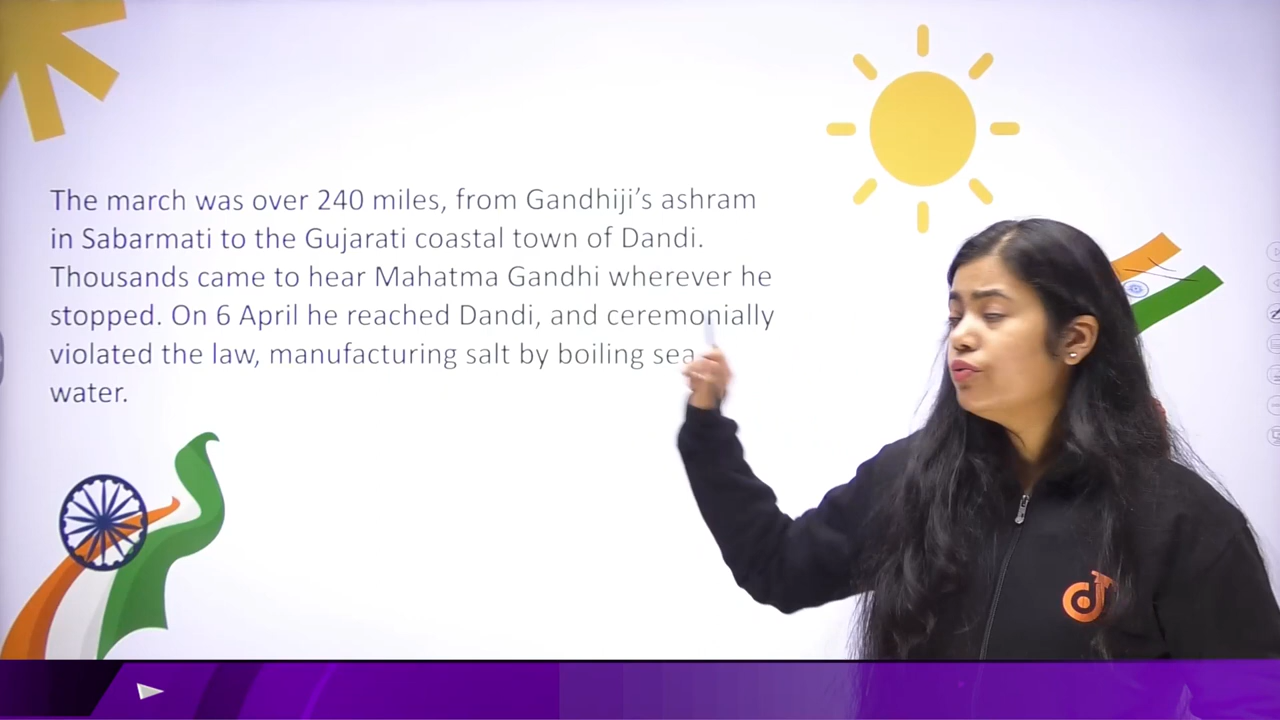 The march was over 240 miles, from Gandhiji’s ashram
in Sabarmati to the Gujarati coastal town of Dandi.
Thousands came to hear Mahatma Gandhi wherever he
stopped. On 6 April he reached Dandi, and ceremonially
violated the law, manufacturing salt by boiling sea
water.